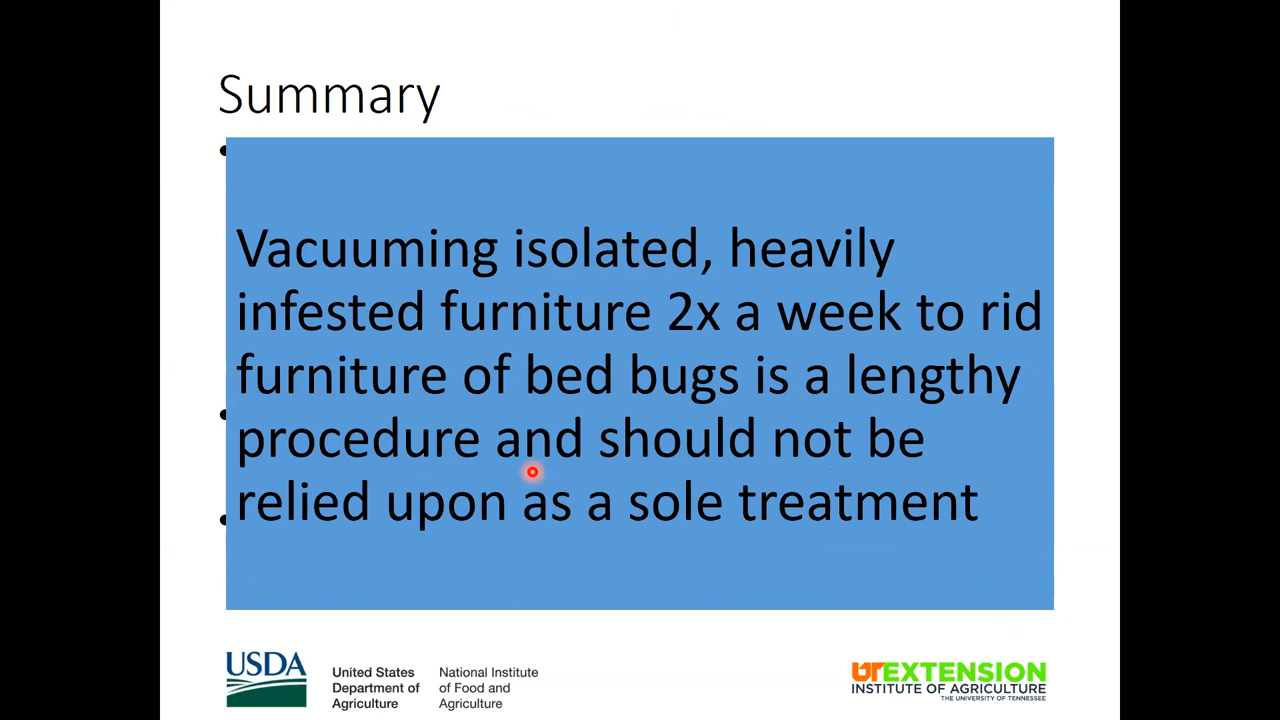 Summary
Vacuuming isolated, heavily
infested furniture 2x a week to rid
furniture of bed bugs is a lengthy
procedure and should not be
relied upon as a sole treatment
USDA
United States
Department of
Agriculture
National Institute
of Food and
Agriculture
UTEXTENSION
INSTITUTE OF AGRICULTURE
THE UNIVERSITY OF TENNESSEE